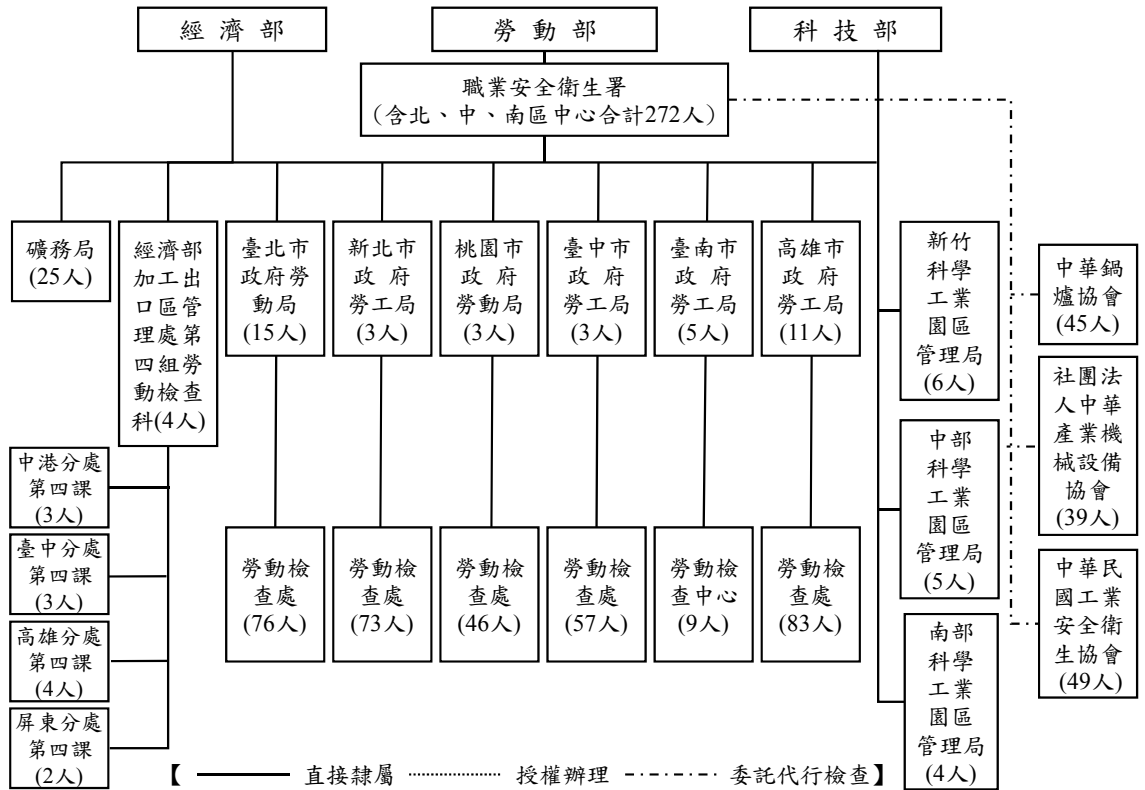 經濟部
勞動部
科技部
職業安全衛生署
(含北、中、南區中心合計272人)
礦務局
(25人)
經濟部
加工出
口區管
理處第
四組勞
動檢查
科(4人)
臺北市
政府勞
動局
(15人)
新北市
政府
勞工局
(3人)
桃園市
政府
勞動局
(3人)
臺中市
政府
勞工局
(3人)
臺南市
政府
勞工局
(5人)
高雄市
政府
勞工局
(11人)
新竹
科學
工業
園區
管理局
(6人)
中華鍋
爐協會
(45人)
社團法
人中華
產業機
械設備
協會
(39人)
中港分處
第四課
(3人)
臺中分處
第四課
(3人)
高雄分處
第四課
(4人)
屏東分處
第四課
(2人)
勞動檢
查處
(76人)
勞動檢
查處
(73人)
勞動檢
查處
(46人)
勞動檢
查處
(57人)
勞動檢
查中心
(9人)
勞動檢
查處
(83人)
中部
科學
工業
園區
管理局
(5人)
中華民
國工業
安全衛
生協會
(49人)
南部
科學
工業
園區
管理局
(4人)
【 直接隸屬 授權辦理 委託代行檢查】